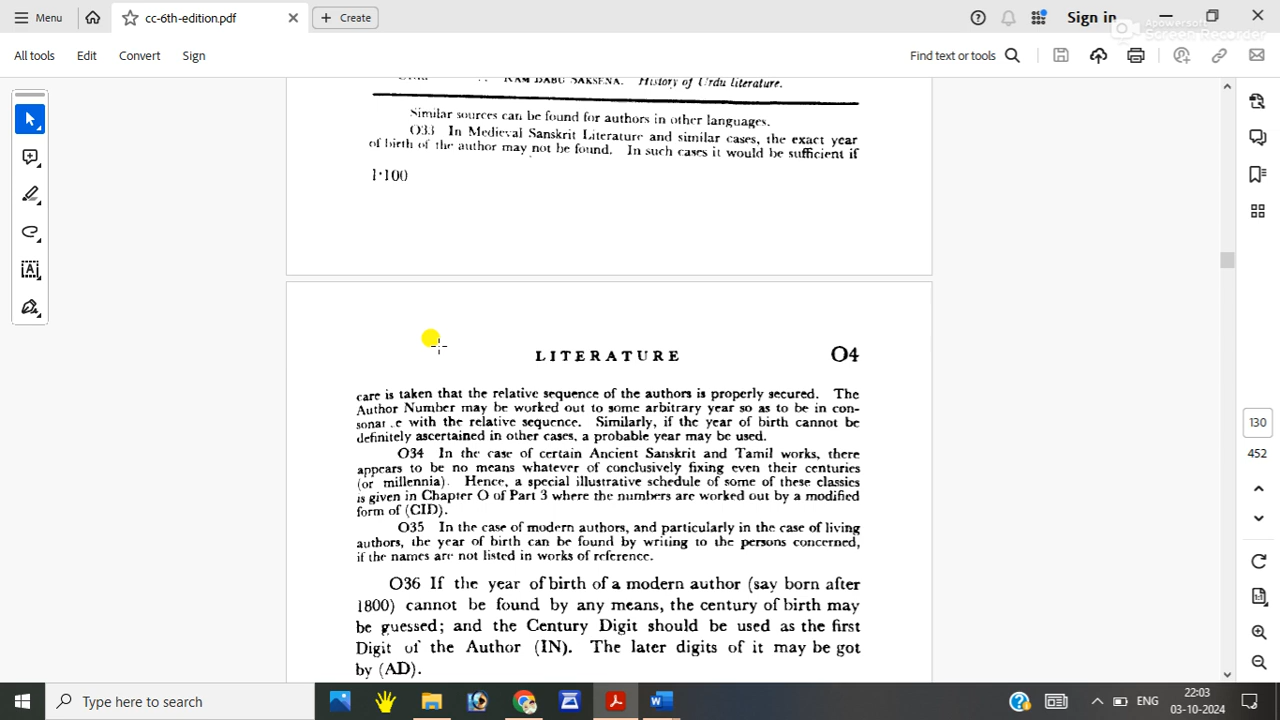 Menu
cc-6th-edition.pdf
Create
Sign in
Apowersoft
Screen Recorder
All tools
Edit
Convert
Sign
Find text or tools
RAM BABU SAKSENA. History of Urdu literature.
Similar sources can be found for authors in other languages.
O33 In Medieval Sanskrit Literature and similar cases, the exact year
of birth of the author may not be found. In such cases it would be sufficient if
1·100
LITERATURE O4
care is taken that the relative sequence of the authors is properly secured. The
Author Number may be worked out to some arbitrary year so as to be in con-
sonat e with the relative sequence. Similarly, if the year of birth cannot be
definitely ascertained in other cases, a probable year may be used.
O34 In the case of certain Ancient Sanskrit and Tamil works, there
appears to be no means whatever of conclusively fixing even their centuries
(or millennia). Hence, a special illustrative schedule of some of these classics
is given in Chapter O of Part 3 where the numbers are worked out by a modified
form of (CID).
O35 In the case of modern authors, and particularly in the case of living
authors, the year of birth can be found by writing to the persons concerned,
if the names are not listed in works of reference.
O36 If the year of birth of a modern author (say born after
1800) cannot be found by any means, the century of birth may
be guessed; and the Century Digit should be used as the first
Digit of the Author (IN). The later digits of it may be got
by (AD).
130
452
Type here to search
ENG
22:03
03-10-2024